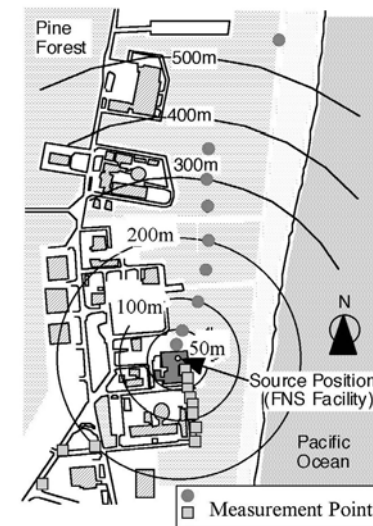 Pine
Forest
500m
400m
300m
200m
100m
50m
N
Source Position
(FNS Facility)
Pacific
Ocean
Measurement Point